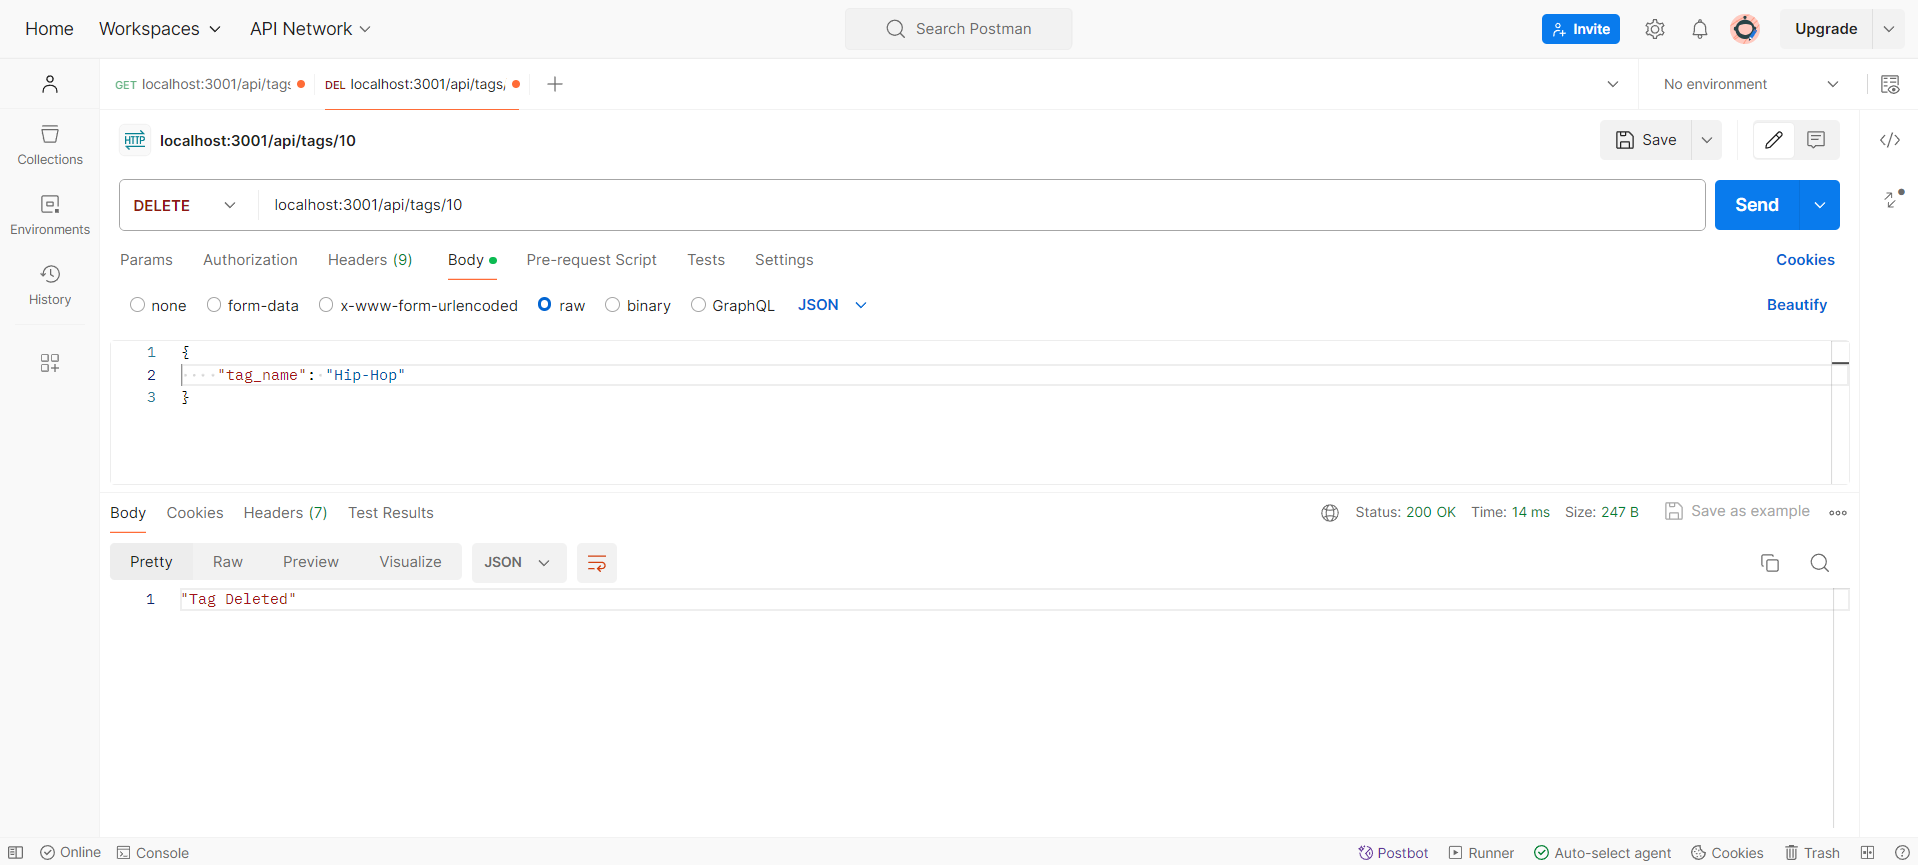 Home Workspaces API Network Search Postman Invite Upgrade
GET localhost:3001/api/tags DEL localhost:3001/api/tags/ No environment
HTTP localhost:3001/api/tags/10 Save
Collections
DELETE localhost:3001/api/tags/10 Send
Environments
Params Authorization Headers (9) Body Pre-request Script Tests Settings Cookies
History
none form-data x-www-form-urlencoded raw binary GraphQL JSON Beautify
1 {
2 "tag_name": "Hip-Hop"
3 }
Body Cookies Headers (7) Test Results Status: 200 OK Time: 14 ms Size: 247 B Save as example
Pretty Raw Preview Visualize JSON
1 "Tag Deleted"
Online Console Postbot Runner Auto-select agent Cookies Trash